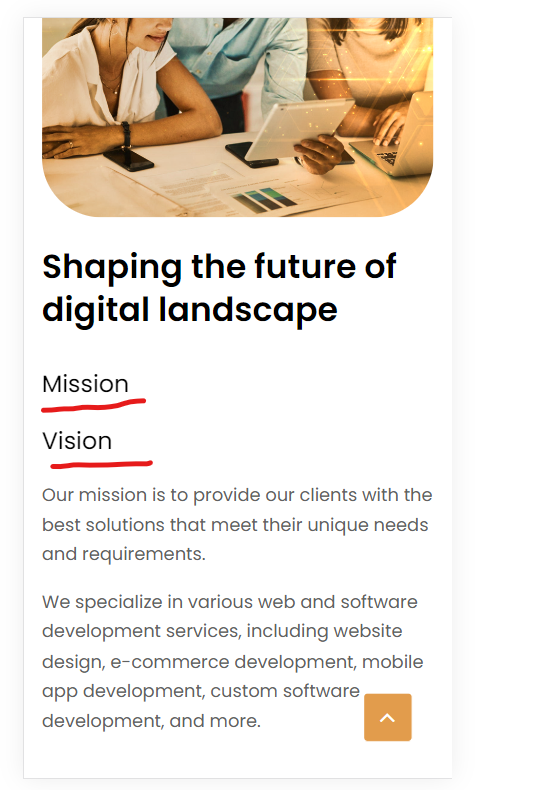 Shaping the future of
digital landscape
Mission
Vision
Our mission is to provide our clients with the
best solutions that meet their unique needs
and requirements.
We specialize in various web and software
development services, including website
design, e-commerce development, mobile
app development, custom software
development, and more.